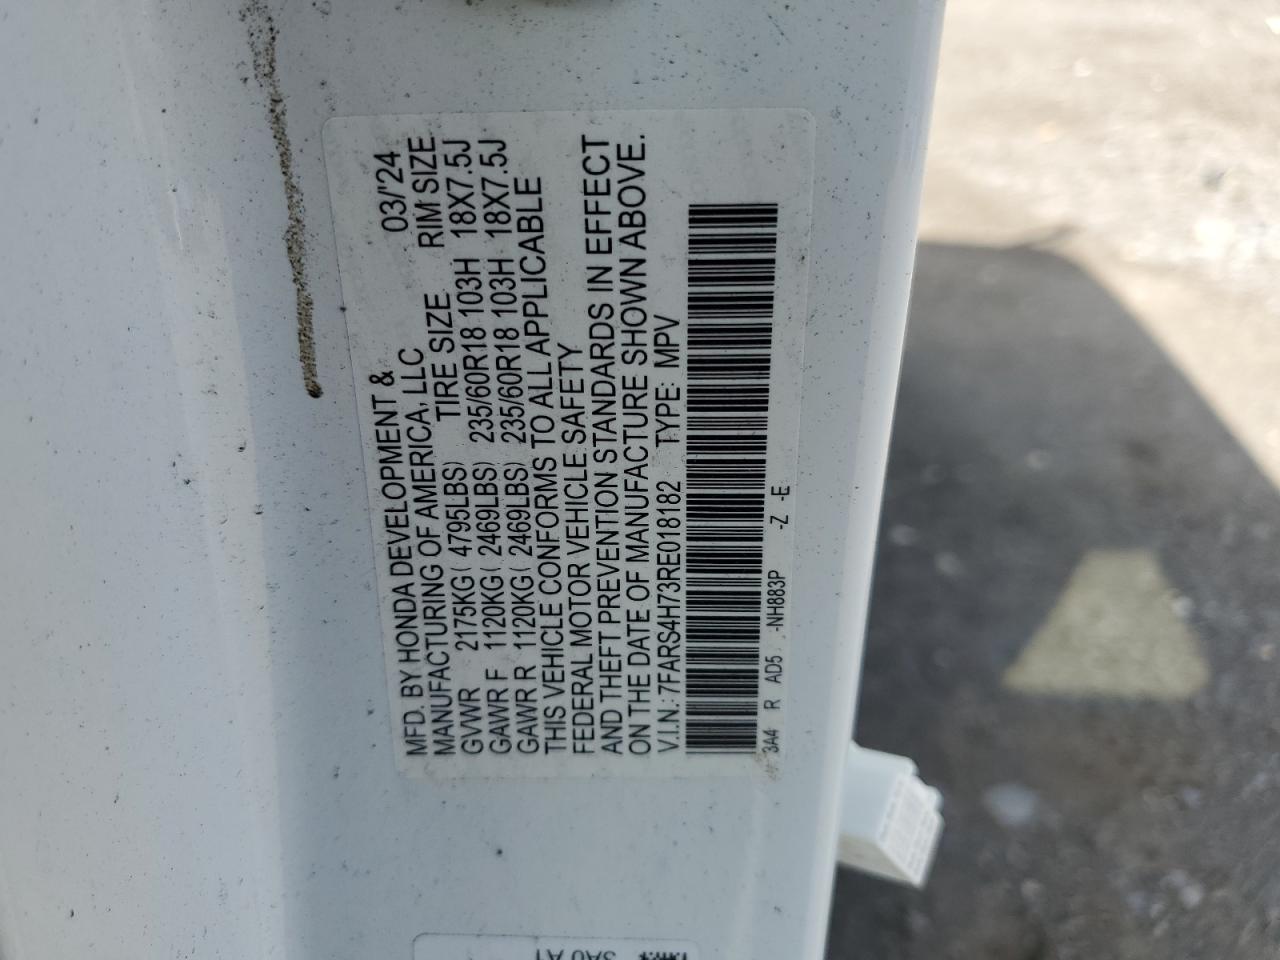 MFD. BY HONDA DEVELOPMENT & 03/'24
MANUFACTURING OF AMERICA, LLC
TIRE SIZE RIM SIZE
GVWR 2175KG( 4795LBS) 235/60R18 103H 18X7.5J
GAWR F 1120KG( 2469LBS) 235/60R18 103H 18X7.5J
GAWR R 1120KG( 2469LBS)
THIS VEHICLE CONFORMS TO ALL APPLICABLE
FEDERAL MOTOR VEHICLE SAFETY
AND THEFT PREVENTION STANDARDS IN EFFECT
ON THE DATE OF MANUFACTURE SHOWN ABOVE.
V.I.N.: 7FARS4H73RE018182 TYPE: MPV
3A4 R AD5 -NH883P -Z -E
3A0 A1